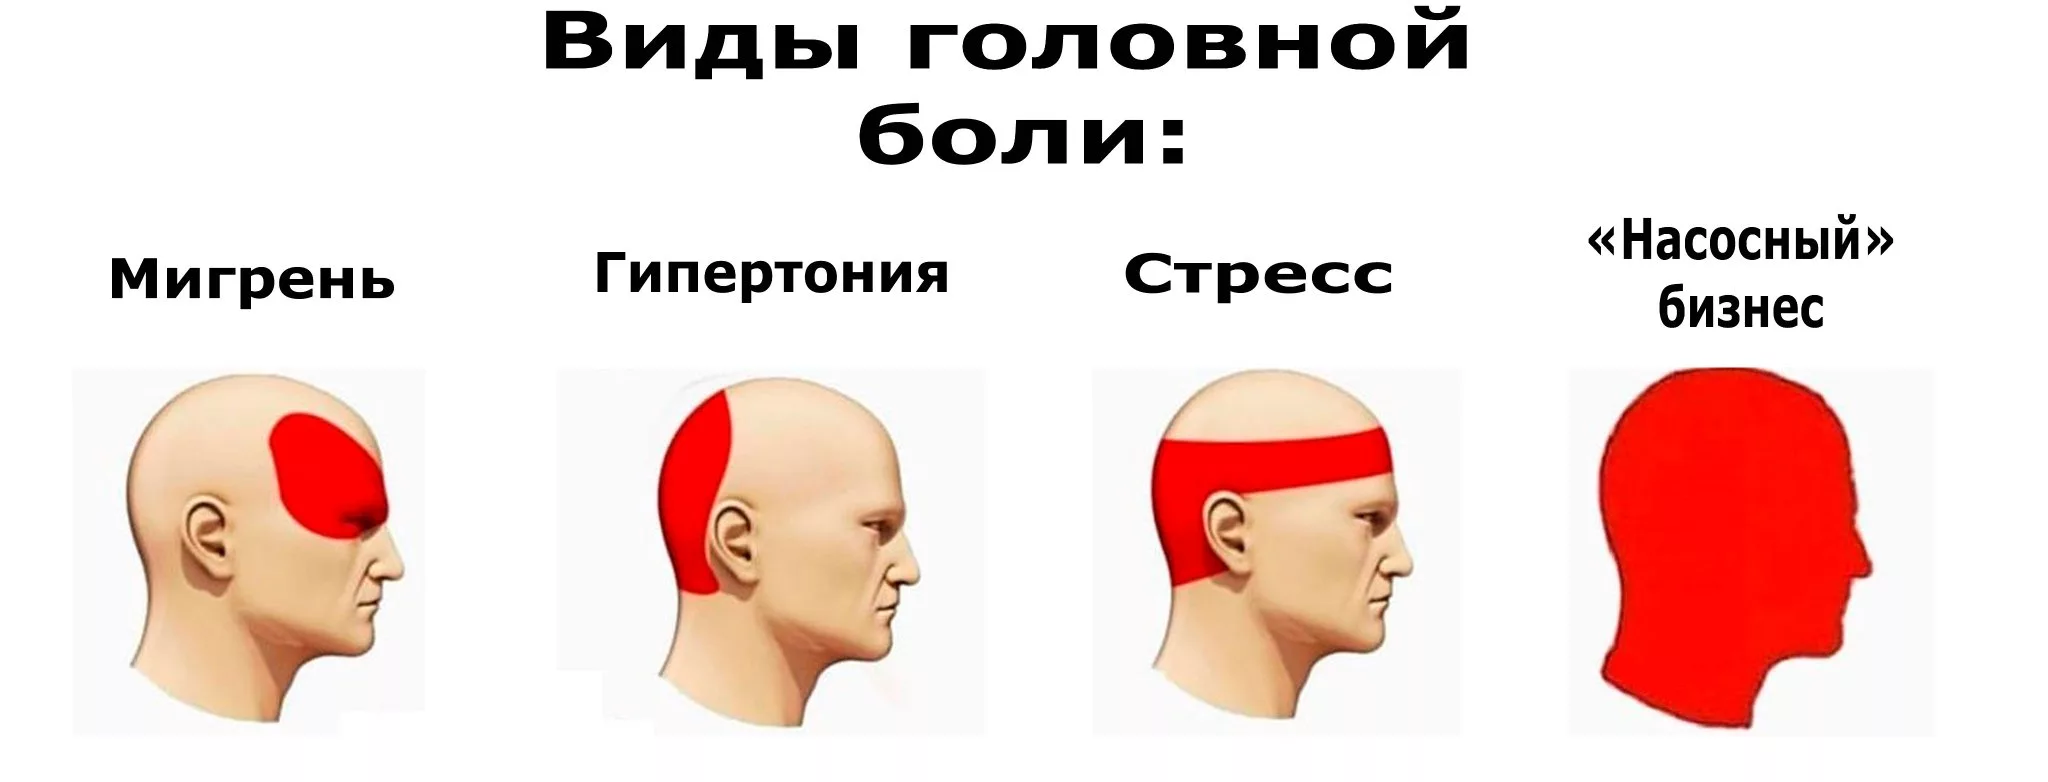 Виды головной
боли:
Мигрень
Гипертония
Стресс
«Насосный»
бизнес